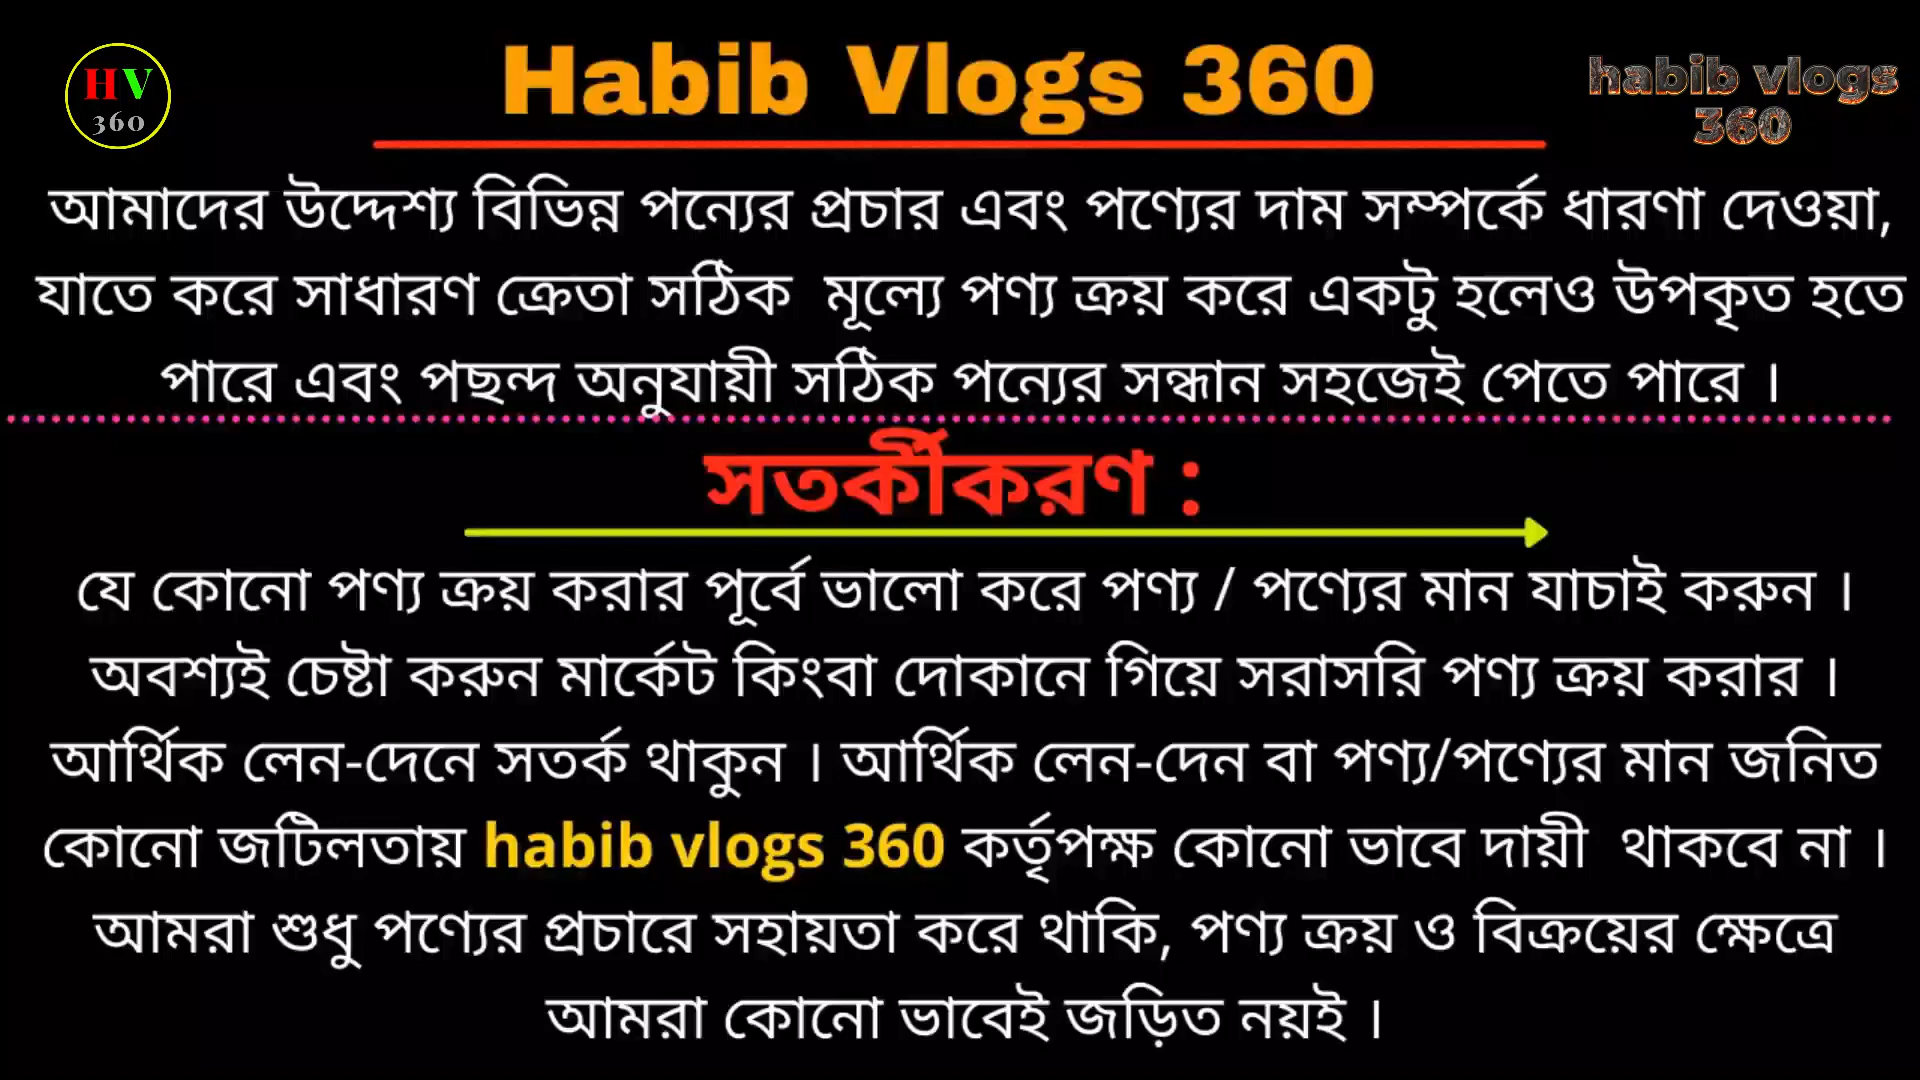 Habib Vlogs 360
HV
360
habib vlogs
360
আমাদের উদ্দেশ্য বিভিন্ন পন্যের প্রচার এবং পণ্যের দাম সম্পর্কে ধারণা দেওয়া,
যাতে করে সাধারণ ক্রেতা সঠিক মূল্যে পণ্য ক্রয় করে একটু হলেও উপকৃত হতে
পারে এবং পছন্দ অনুযায়ী সঠিক পন্যের সন্ধান সহজেই পেতে পারে ।
সতর্কীকরণ :
যে কোনো পণ্য ক্রয় করার পূর্বে ভালো করে পণ্য / পণ্যের মান যাচাই করুন ।
অবশ্যই চেষ্টা করুন মার্কেট কিংবা দোকানে গিয়ে সরাসরি পণ্য ক্রয় করার ।
আর্থিক লেন-দেনে সতর্ক থাকুন । আর্থিক লেন-দেন বা পণ্য/পণ্যের মান জনিত
কোনো জটিলতায় habib vlogs 360 কর্তৃপক্ষ কোনো ভাবে দায়ী থাকবে না ।
আমরা শুধু পণ্যের প্রচারে সহায়তা করে থাকি, পণ্য ক্রয় ও বিক্রয়ের ক্ষেত্রে
আমরা কোনো ভাবেই জড়িত নয়ই ।